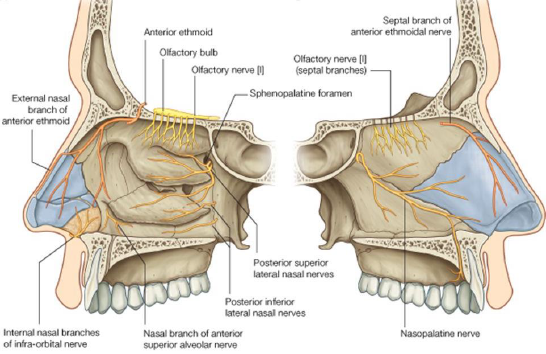 Anterior ethmoid
Olfactory bulb
Olfactory nerve [I]
Sphenopalatine foramen
External nasal
branch of
anterior ethmoid
Posterior superior
lateral nasal nerves
Posterior inferior
lateral nasall nerves
Internal nasal branches
of infra-orbital nerve
Nasal branch of anterior
superior alveolar nerve
Septal branch of
anterior ethmoidal nerve
Olfactory nerve [I]
(septal branches)
Nasopalatine nerve